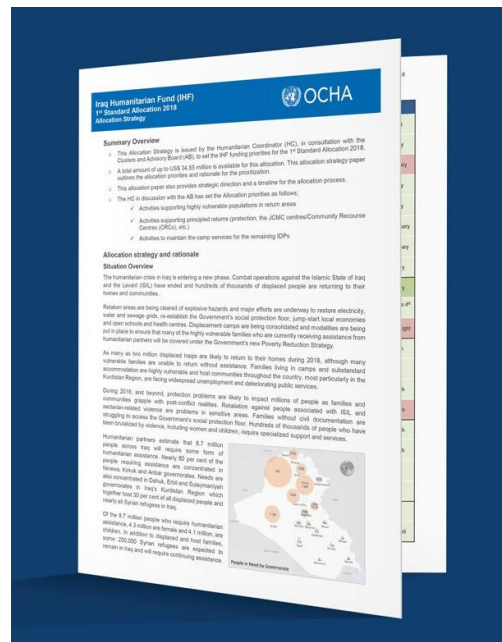 Iraq Humanitarian Fund (IHF)
1st Standard Allocation 2018
Allocation Strategy
OCHA
Summary Overview
o This Allocation Strategy is issued by the Humanitarian Coordinator (HC), in consultation with the
Clusters and Advisory Board (AB), to set the IHF funding priorities for the 1st Standard Allocation 2018.
o A total amount of up to US$ 34.55 million is available for this allocation. This allocation strategy paper
outlines the allocation priorities and rationale for the prioritization.
o This allocation paper also provides strategic direction and a timeline for the allocation process.
o The HC in discussion with the AB has set the Allocation priorities as follows;
✓ Activities supporting highly vulnerable populations in return areas
✓ Activities supporting principled returns (protection, the JCMC centres/Community Recourse
Centres (CRCs), etc.)
✓ Activities to maintain the camp services for the remaining IDPs
Allocation strategy and rationale
Situation Overview
The humanitarian crisis in Iraq is entering a new phase. Combat operations against the Islamic State of Iraq
and the Levant (ISIL) have ended and hundreds of thousands of displaced people are returning to their
homes and communities.
Retaken areas are being cleared of explosive hazards and major efforts are underway to restore electricity,
water and sewage grids, re-establish the Government's social protection floor, jump-start local economies
and open schools and health centres. Displacement camps are being consolidated and modalities are being
put in place to ensure that many of the highly vulnerable families who are currently receiving assistance from
humanitarian partners will be covered under the Government's new Poverty Reduction Strategy.
As many as two million displaced Iraqis are likely to return to their homes during 2018, although many
vulnerable families are unable to return without assistance. Families living in camps and substandard
accommodation are highly vulnerable and host communities throughout the country, most particularly in the
Kurdistan Region, are facing widespread unemployment and deteriorating public services.
During 2018, and beyond, protection problems are likely to impact millions of people as families and
communities grapple with post-conflict realities. Retaliation against people associated with ISIL and
sectarian-related violence are problems in sensitive areas. Families without civil documentation are
struggling to access the Government's social protection floor. Hundreds of thousands of people who have
been brutalized by violence, including women and children, require specialized support and services.
Humanitarian partners estimate that 8.7 million
people across Iraq will require some form of
humanitarian assistance. Nearly 80 per cent of the
people requiring assistance are concentrated in
Ninewa, Kirkuk and Anbar governorates. Needs are
also concentrated in Dahuk, Erbil and Sulaymaniyah
governorates in Iraq's Kurdistan Region which
together host 30 per cent of all displaced people and
nearly all Syrian refugees in Iraq.
Of the 8.7 million people who require humanitarian
assistance, 4.3 million are female and 4.1 million, are
children, In addition to displaced and host families,
some 250,000 Syrian refugees are expected to
remain in Iraq and will require continuing assistance.
People in Need by Governorate